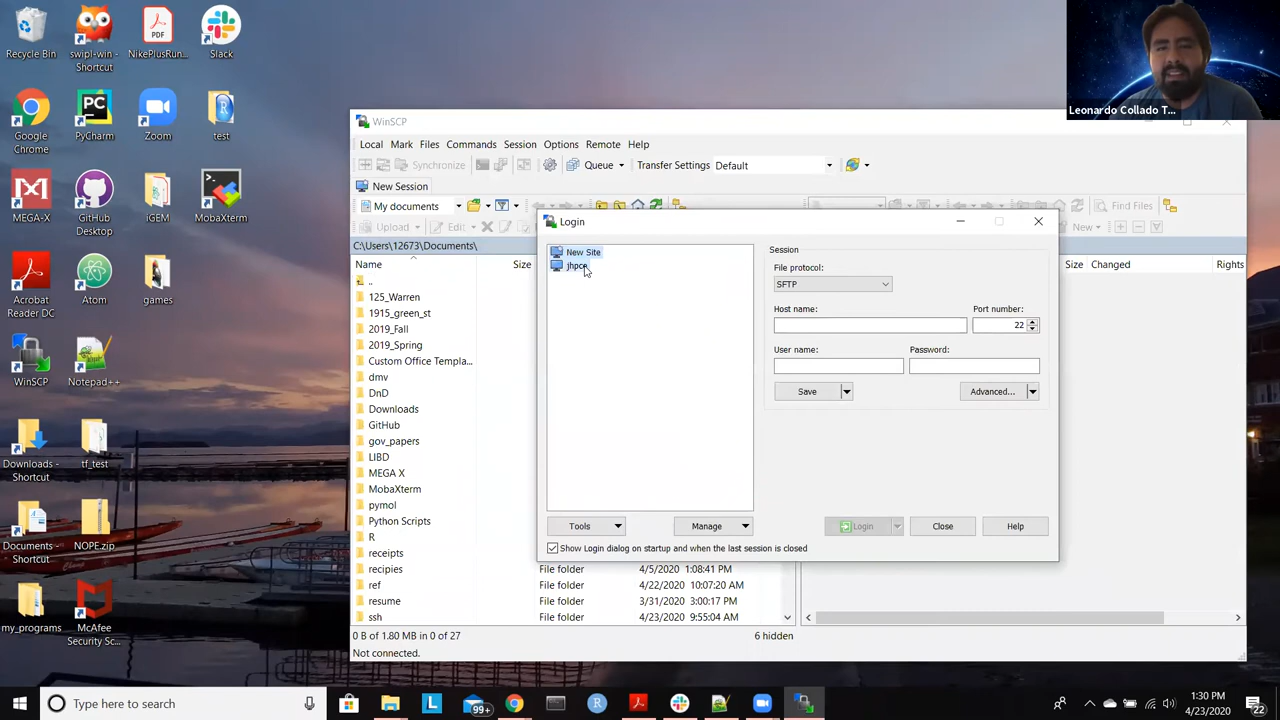 Recycle Bin
swipl-win - Shortcut
NikePlusRun...
Slack
Google Chrome
PyCharm
Zoom
test
MEGA-X
GitHub Desktop
iGEM
MobaXterm
Acrobat Reader DC
Atom
games
WinSCP
Notepad++
Downloads - Shortcut
tf_test
Documents - Shortcut
NOPE.zip
my_programs
McAfee Security Sc...
Leonardo Collado T...
WinSCP
Local Mark Files Commands Session Options Remote Help
Synchronize Queue Transfer Settings Default
New Session
My documents Find Files
Upload Edit New
C:\Users\12673\Documents\
Name Size Size Changed Rights
..
125_Warren
1915_green_st
2019_Fall
2019_Spring
Custom Office Templa...
dmv
DnD
Downloads
GitHub
gov_papers
LIBD
MEGA X
MobaXterm
pymol
Python Scripts
R
receipts
recipies File folder 4/5/2020 1:08:41 PM
ref File folder 4/22/2020 10:07:20 AM
resume File folder 3/31/2020 3:00:17 PM
ssh File folder 4/23/2020 9:55:04 AM
0 B of 1.80 MB in 0 of 27 6 hidden
Not connected.
Login
New Site
jhpce
Session
File protocol:
SFTP
Host name: Port number:
22
User name: Password:
Save Advanced...
Tools Manage Login Close Help
Show Login dialog on startup and when the last session is closed
Type here to search
99+
1:30 PM
4/23/2020
22